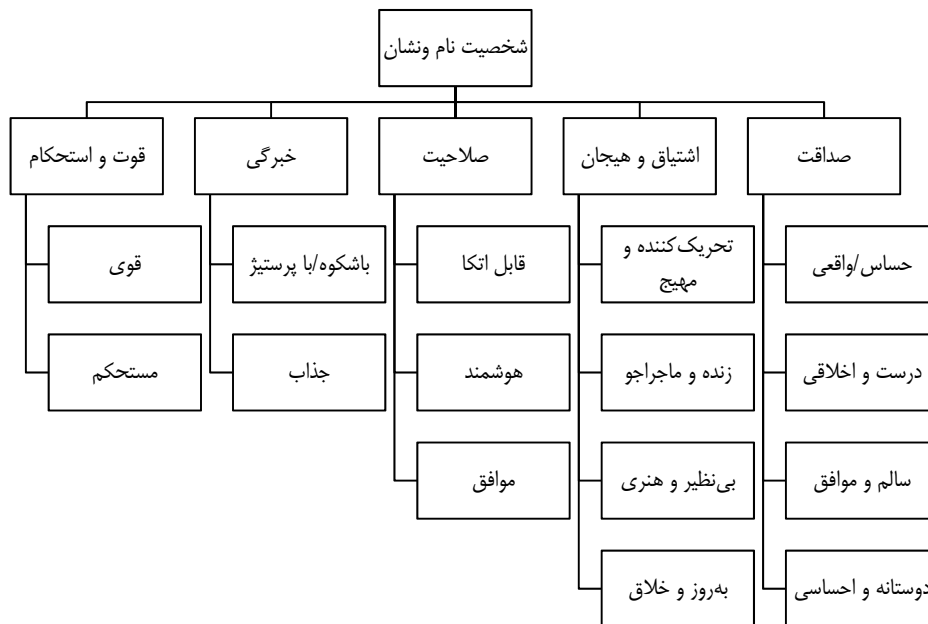 شخصیت نام ونشان
صداقت
اشتیاق و هیجان
صلاحیت
خبرگی
قوت و استحکام
حساس/واقعی
تحریک‌کننده و
مهیج
قابل اتکا
باشکوه/با پرستیژ
قوی
درست و اخلاقی
زنده و ماجراجو
هوشمند
جذاب
مستحکم
سالم و موافق
بی‌نظیر و هنری
موافق
دوستانه و احساسی
به‌روز و خلاق